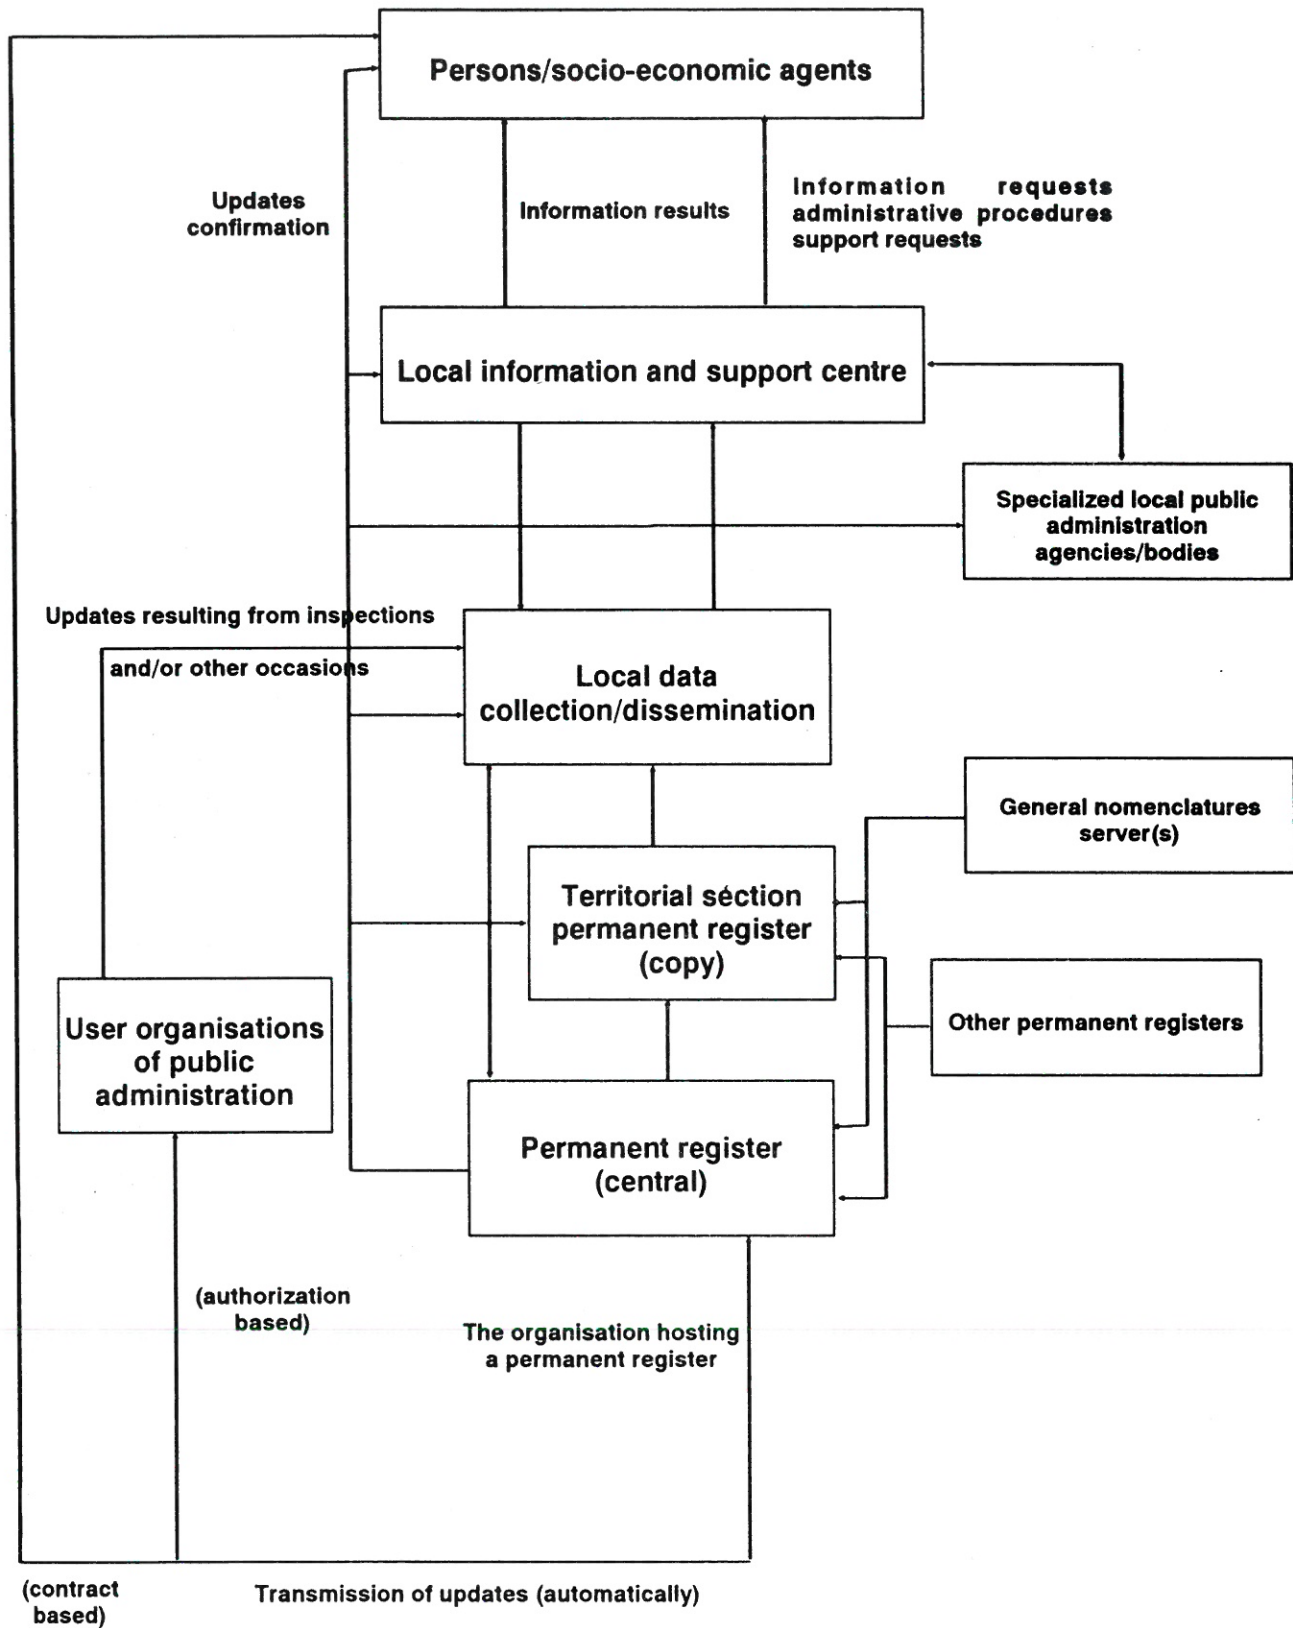 Persons/socio-economic agents
Updates
confirmation
Information results
Information requests
administrative procedures
support requests
Local information and support centre
Specialized local public
administration
agencies/bodies
Updates resulting from inspections
and/or other occasions
Local data
collection/dissemination
General nomenclatures
server(s)
Territorial séction
permanent register
(copy)
Other permanent registers
User organisations
of public
administration
Permanent register
(central)
(authorization
based)
The organisation hosting
a permanent register
(contract
based)
Transmission of updates (automatically)